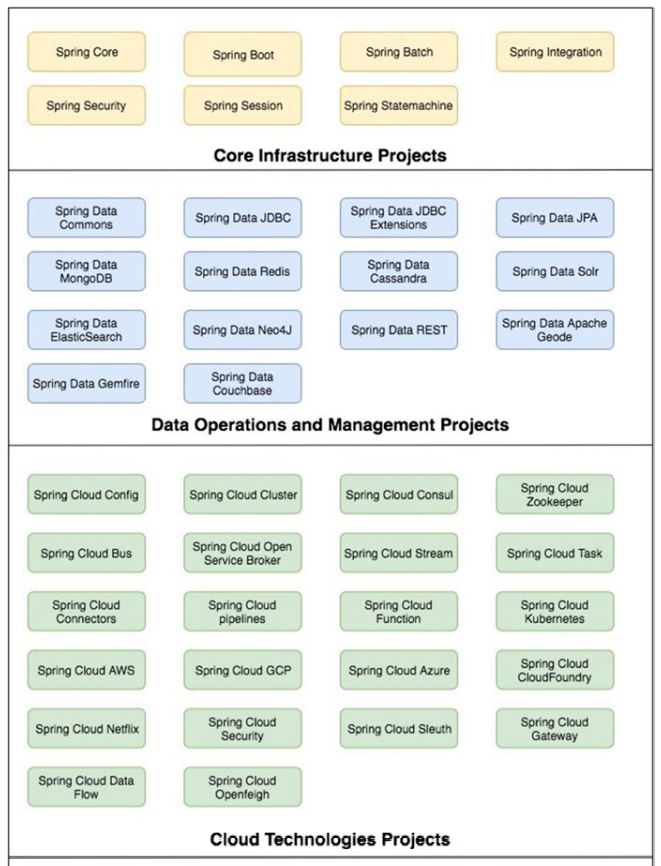 Spring Core
Spring Boot
Spring Batch
Spring Integration
Spring Security
Spring Session
Spring Statemachine
Core Infrastructure Projects
Spring Data
Commons
Spring Data JDBC
Spring Data JDBC
Extensions
Spring Data JPA
Spring Data
MongoDB
Spring Data Redis
Spring Data
Cassandra
Spring Data Solr
Spring Data
ElasticSearch
Spring Data Neo4J
Spring Data REST
Spring Data Apache
Geode
Spring Data Gemfire
Spring Data
Couchbase
Data Operations and Management Projects
Spring Cloud Config
Spring Cloud Cluster
Spring Cloud Consul
Spring Cloud
Zookeeper
Spring Cloud Bus
Spring Cloud Open
Service Broker
Spring Cloud Stream
Spring Cloud Task
Spring Cloud
Connectors
Spring Cloud
pipelines
Spring Cloud
Function
Spring Cloud
Kubernetes
Spring Cloud AWS
Spring Cloud GCP
Spring Cloud Azure
Spring Cloud
CloudFoundry
Spring Cloud Netflix
Spring Cloud
Security
Spring Cloud Sleuth
Spring Cloud
Gateway
Spring Cloud Data
Flow
Spring Cloud
Openfeigh
Cloud Technologies Projects